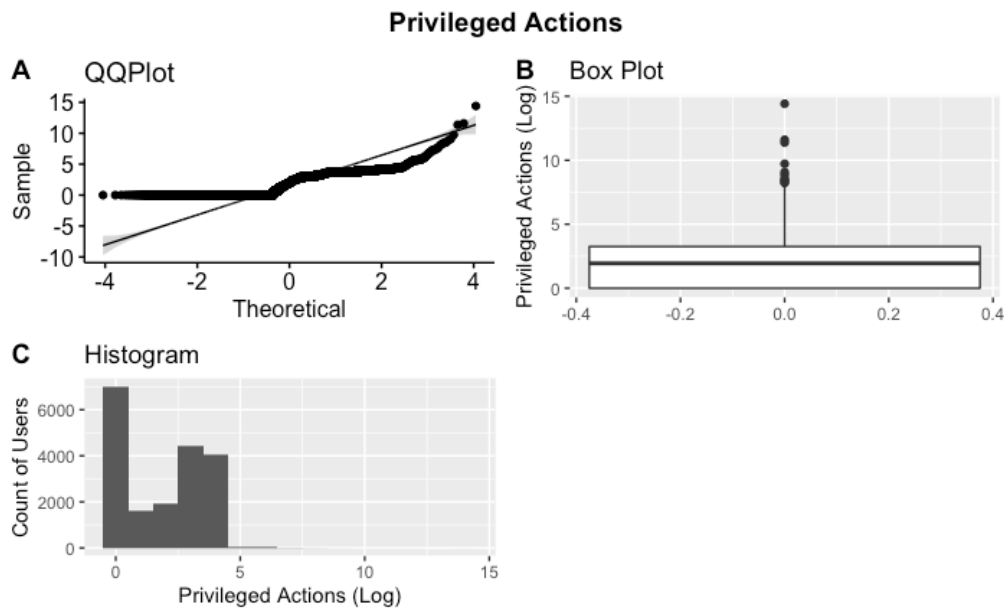 Privileged Actions
A QQPlot
15
10
5
0
-5
-10
Sample
-4 -2 0 2 4
Theoretical
B Box Plot
15
10
5
0
Privileged Actions (Log)
-0.4 -0.2 0.0 0.2 0.4
C Histogram
6000
4000
2000
0
Count of Users
0 5 10 15
Privileged Actions (Log)